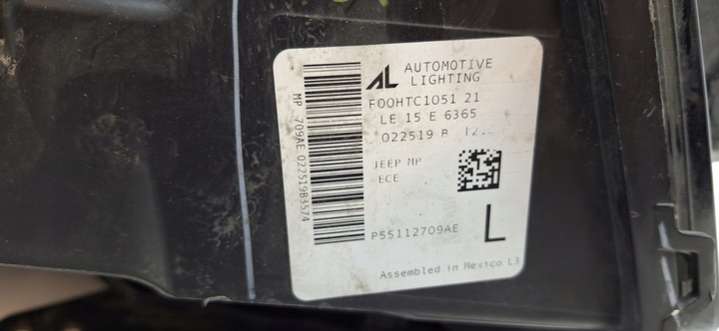 AL AUTOMOTIVE
LIGHTING
F00HTC1051 21
LE 15 E 6365
022519 B
JEEP MP
ECE
P55112709AE
L
Assembled in Mexico L3
MP 709AE 022519B3574